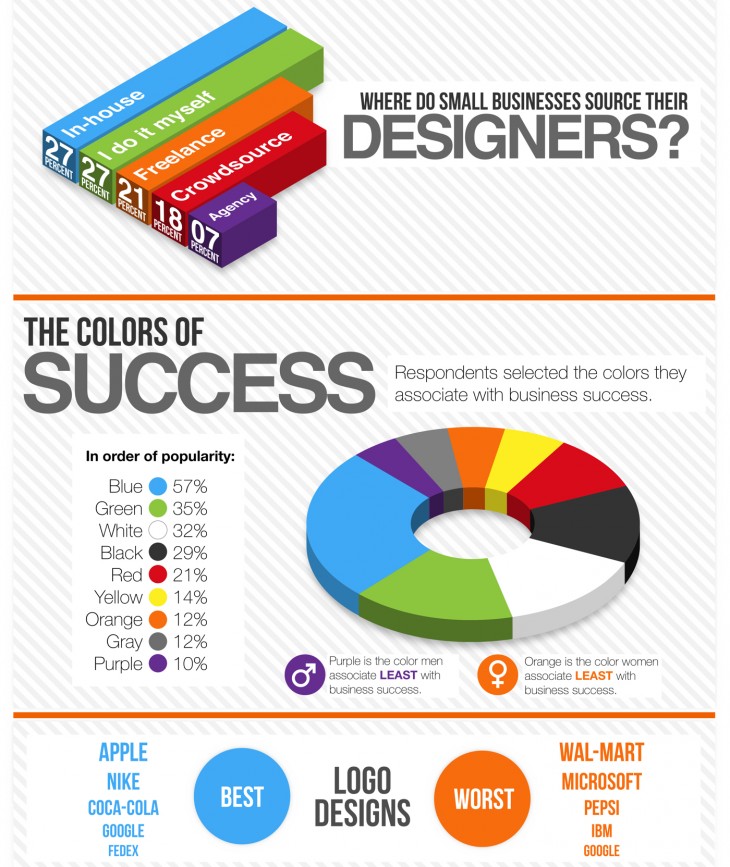 In-house
27
PERCENT
I do it myself
27
PERCENT
Freelance
21
PERCENT
Crowdsource
18
PERCENT
Agency
07
PERCENT
WHERE DO SMALL BUSINESSES SOURCE THEIR
DESIGNERS?
THE COLORS OF
SUCCESS
Respondents selected the colors they
associate with business success.
In order of popularity:
Blue 57%
Green 35%
White 32%
Black 29%
Red 21%
Yellow 14%
Orange 12%
Gray 12%
Purple 10%
Purple is the color men
associate LEAST with
business success.
Orange is the color women
associate LEAST with
business success.
APPLE
NIKE
COCA-COLA
GOOGLE
FEDEX
BEST
LOGO
DESIGNS
WORST
WAL-MART
MICROSOFT
PEPSI
IBM
GOOGLE